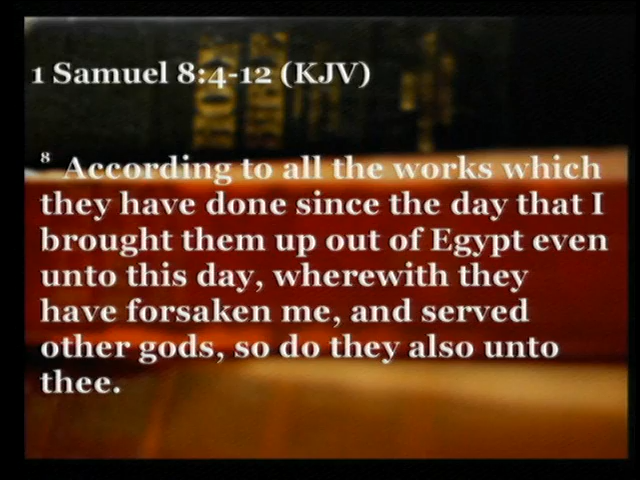 1 Samuel 8:4-12 (KJV)
HOLY
BIBLE
8 According to all the works which
they have done since the day that I
brought them up out of Egypt even
unto this day, wherewith they
have forsaken me, and served
other gods, so do they also unto
thee.